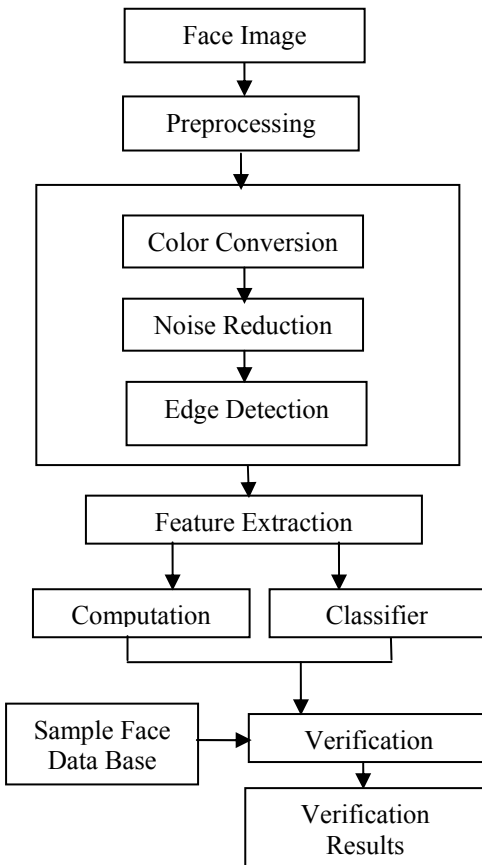 Face Image
Preprocessing
Color Conversion
Noise Reduction
Edge Detection
Feature Extraction
Computation
Classifier
Sample Face
Data Base
Verification
Verification
Results